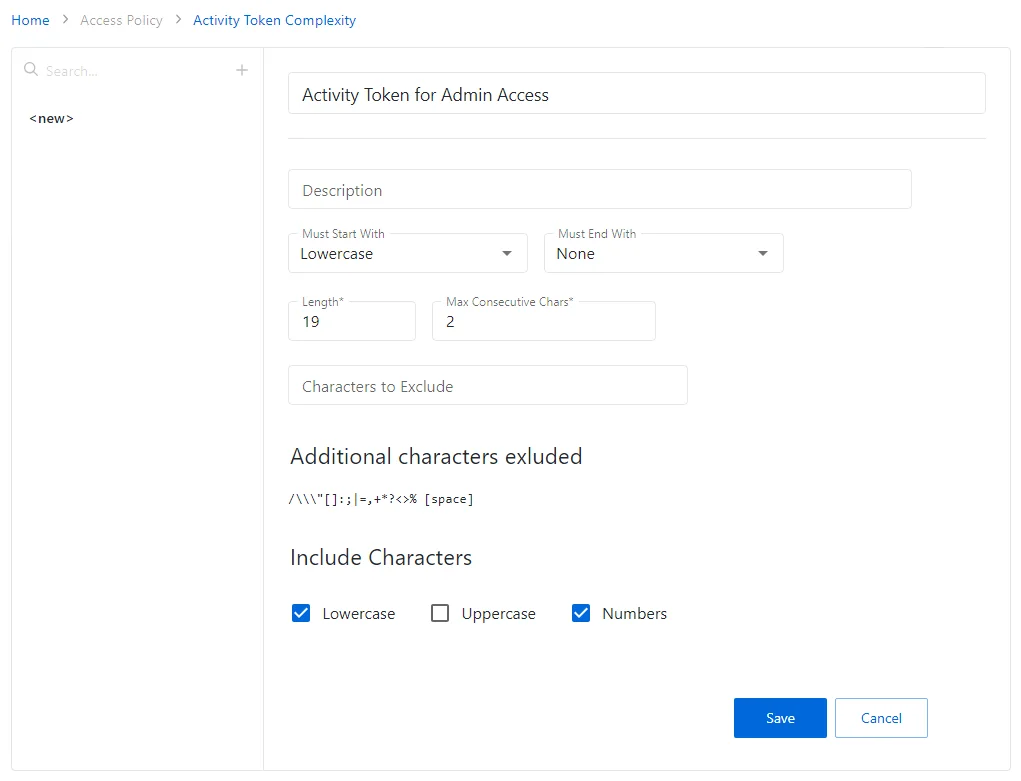 Home > Access Policy > Activity Token Complexity
Search...
+
<new>
Activity Token for Admin Access
Description
Must Start With
Lowercase
Must End With
None
Length*
19
Max Consecutive Chars*
2
Characters to Exclude
Additional characters exluded
/\\\"[]:;|=,+*?<>% [space]
Include Characters
Lowercase
Uppercase
Numbers
Save
Cancel